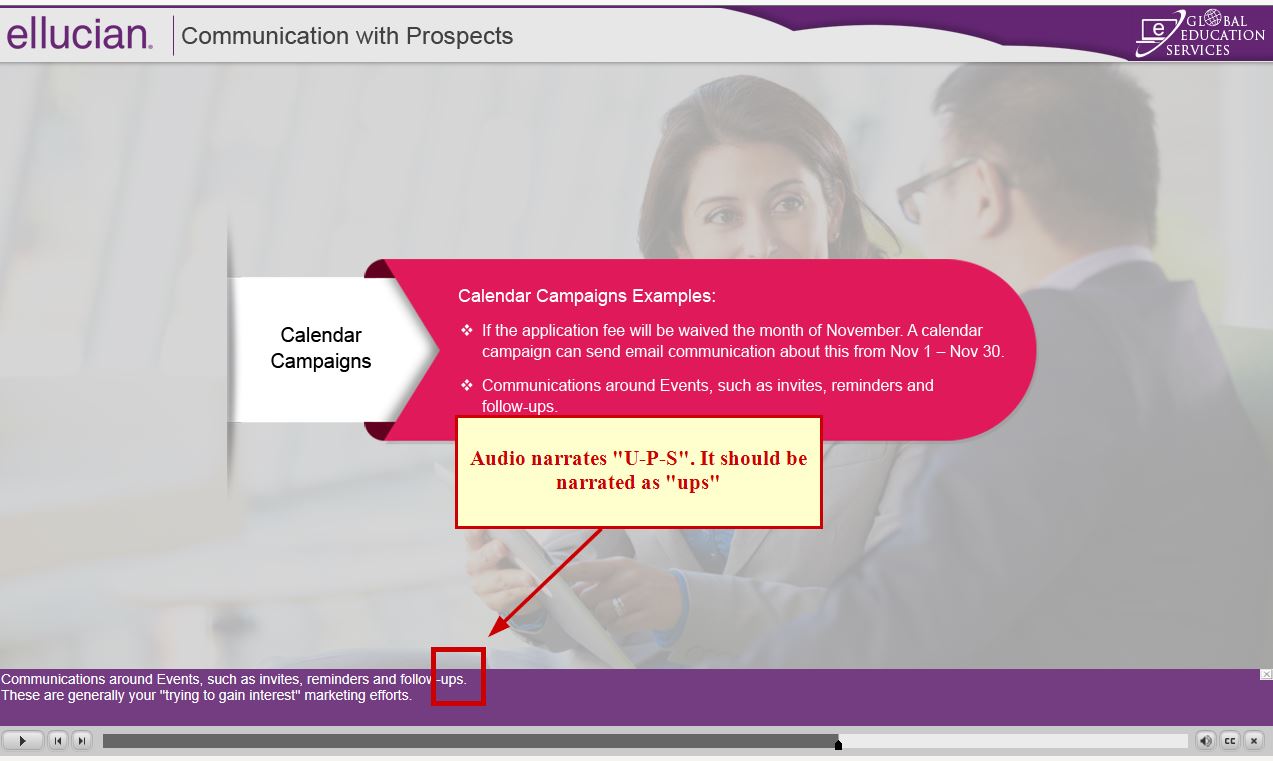 ellucian.
Communication with Prospects
e
GLOBAL
EDUCATION
SERVICES
Calendar
Campaigns
Calendar Campaigns Examples:
❖ If the application fee will be waived the month of November. A calendar
campaign can send email communication about this from Nov 1 – Nov 30.
❖ Communications around Events, such as invites, reminders and
follow-ups.
Audio narrates "U-P-S". It should be
narrated as "ups"
Communications around Events, such as invites, reminders and follow-ups.
These are generally your "trying to gain interest" marketing efforts.
CC